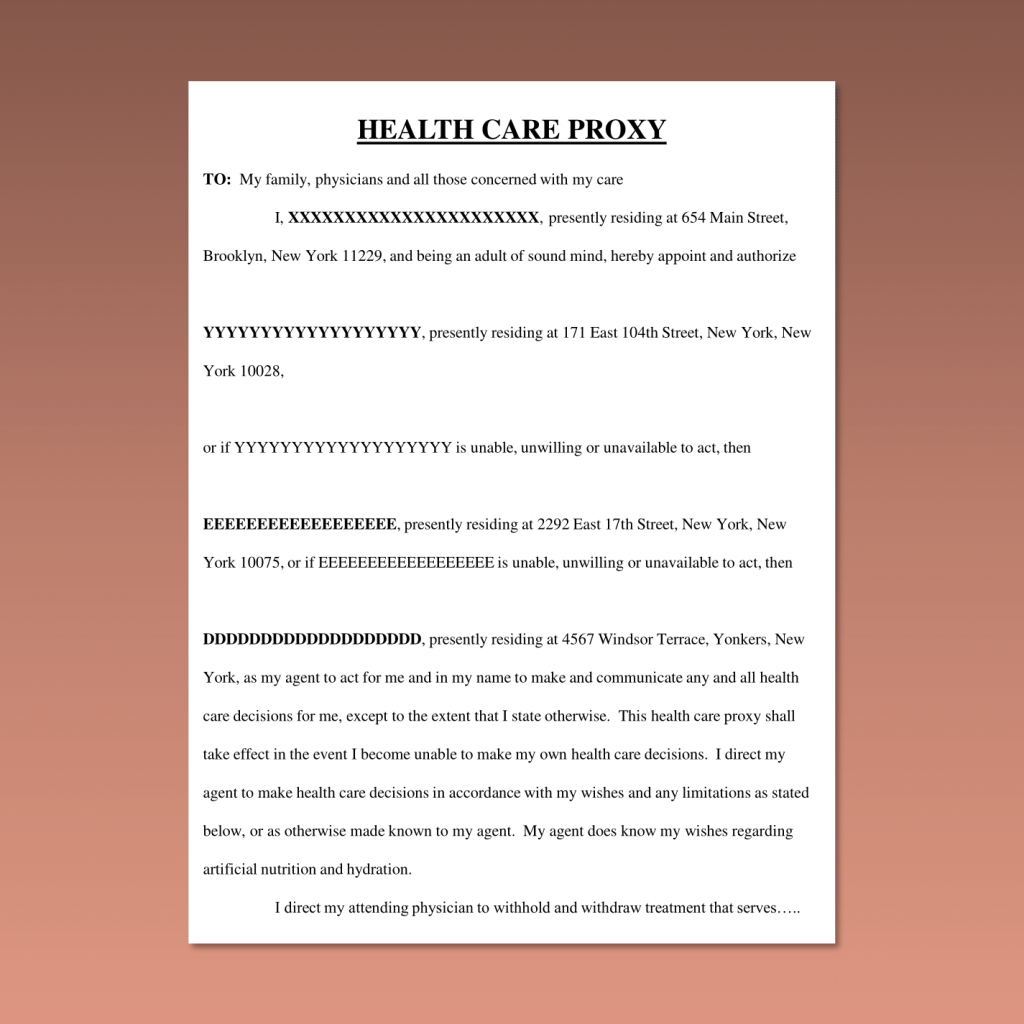 HEALTH CARE PROXY
TO: My family, physicians and all those concerned with my care
I, XXXXXXXXXXXXXXXXXXXXXX, presently residing at 654 Main Street,
Brooklyn, New York 11229, and being an adult of sound mind, hereby appoint and authorize
YYYYYYYYYYYYYYYYYYY, presently residing at 171 East 104th Street, New York, New
York 10028,
or if YYYYYYYYYYYYYYYYYYY is unable, unwilling or unavailable to act, then
EEEEEEEEEEEEEEEEEE, presently residing at 2292 East 17th Street, New York, New
York 10075, or if EEEEEEEEEEEEEEEEEE is unable, unwilling or unavailable to act, then
DDDDDDDDDDDDDDDDDDD, presently residing at 4567 Windsor Terrace, Yonkers, New
York, as my agent to act for me and in my name to make and communicate any and all health
care decisions for me, except to the extent that I state otherwise.  This health care proxy shall
take effect in the event I become unable to make my own health care decisions.  I direct my
agent to make health care decisions in accordance with my wishes and any limitations as stated
below, or as otherwise made known to my agent.  My agent does know my wishes regarding
artificial nutrition and hydration.
I direct my attending physician to withhold and withdraw treatment that serves…..